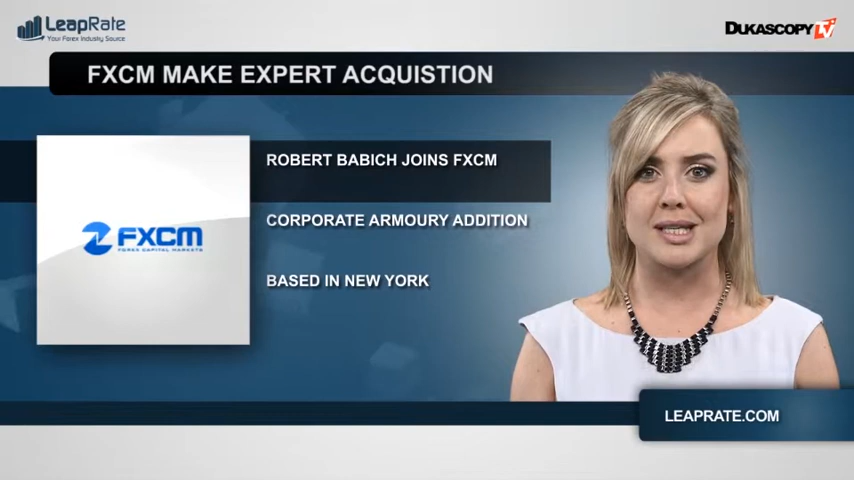 LeapRate
Your Forex Industry Source
DUKASCOPY TV
FXCM MAKE EXPERT ACQUISTION
ROBERT BABICH JOINS FXCM
CORPORATE ARMOURY ADDITION
BASED IN NEW YORK
FXCM
FOREX CAPITAL MARKETS
LEAPRATE.COM